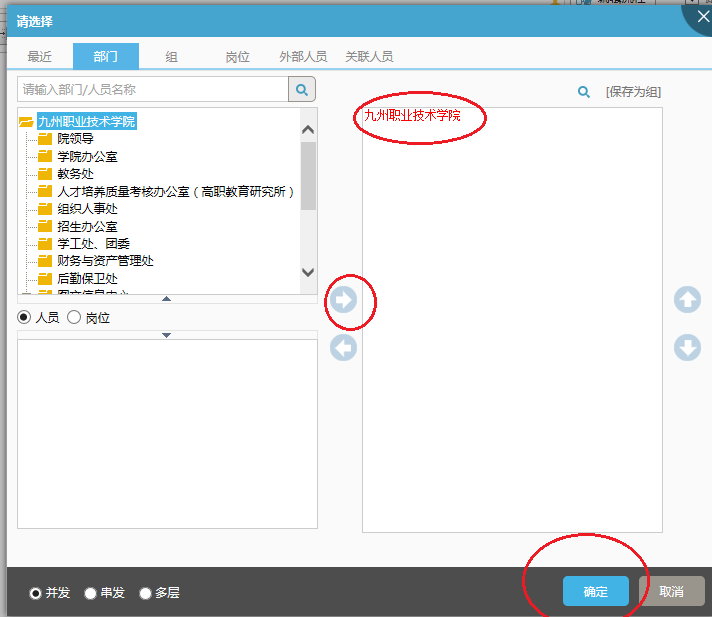 请选择
最近 部门 组 岗位 外部人员 关联人员
请输入部门/人员名称
[保存为组]
九州职业技术学院
九州职业技术学院
院领导
学院办公室
教务处
人才培养质量考核办公室（高职教育研究所）
组织人事处
招生办公室
学工处、团委
财务与资产管理处
后勤保卫处
人员 岗位
并发 串发 多层 确定 取消